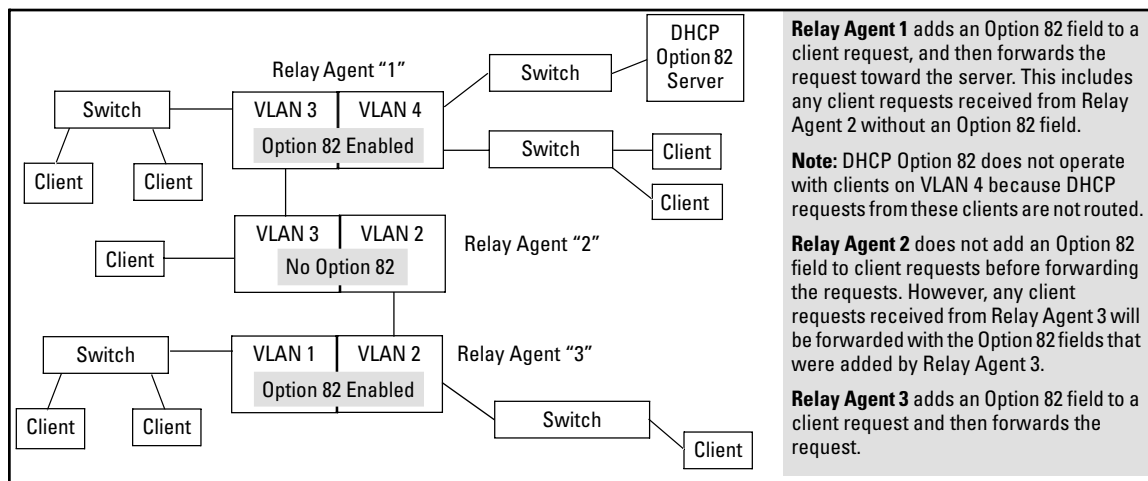 DHCP
Option 82
Server
Switch
Relay Agent “1”
Switch
VLAN 3
VLAN 4
Option 82 Enabled
Switch
Client
Client
Client
Client
VLAN 3
VLAN 2
Relay Agent “2”
Client
No Option 82
Switch
VLAN 1
VLAN 2
Relay Agent “3”
Option 82 Enabled
Client
Client
Switch
Client
Relay Agent 1 adds an Option 82 field to a
client request, and then forwards the
request toward the server. This includes
any client requests received from Relay
Agent 2 without an Option 82 field.
Note: DHCP Option 82 does not operate
with clients on VLAN 4 because DHCP
requests from these clients are not routed.
Relay Agent 2 does not add an Option 82
field to client requests before forwarding
the requests. However, any client
requests received from Relay Agent 3 will
be forwarded with the Option 82 fields that
were added by Relay Agent 3.
Relay Agent 3 adds an Option 82 field to a
client request and then forwards the
request.